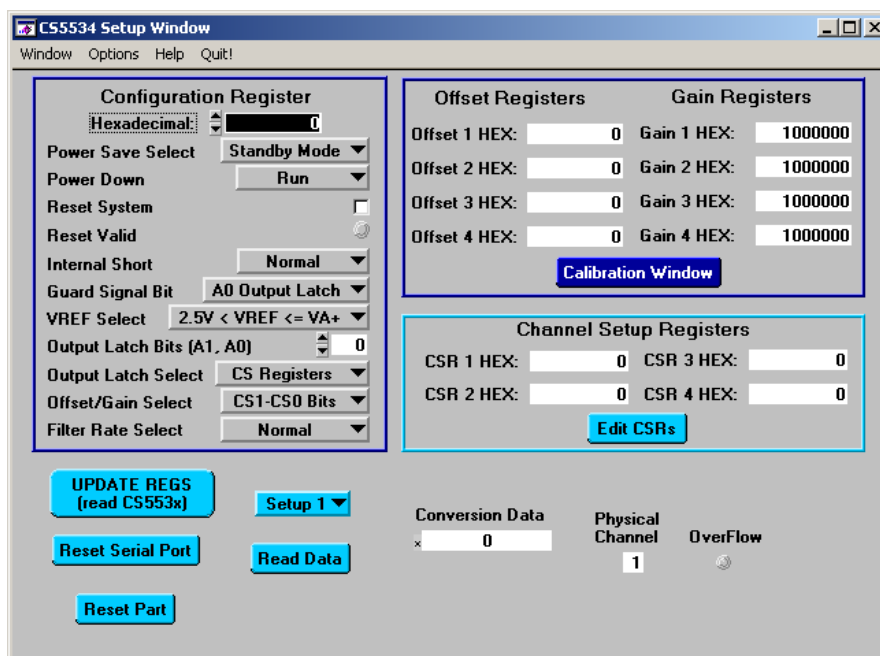 CS5534 Setup Window
Window Options Help Quit!
Configuration Register
Hexadecimal: 0
Power Save Select Standby Mode
Power Down Run
Reset System
Reset Valid
Internal Short Normal
Guard Signal Bit A0 Output Latch
VREF Select 2.5V < VREF <= VA+
Output Latch Bits (A1, A0) 0
Output Latch Select CS Registers
Offset/Gain Select CS1-CS0 Bits
Filter Rate Select Normal
Offset Registers Gain Registers
Offset 1 HEX: 0 Gain 1 HEX: 1000000
Offset 2 HEX: 0 Gain 2 HEX: 1000000
Offset 3 HEX: 0 Gain 3 HEX: 1000000
Offset 4 HEX: 0 Gain 4 HEX: 1000000
Calibration Window
Channel Setup Registers
CSR 1 HEX: 0 CSR 3 HEX: 0
CSR 2 HEX: 0 CSR 4 HEX: 0
Edit CSRs
UPDATE REGS
(read CS553x)
Setup 1
Reset Serial Port
Read Data
Reset Part
Conversion Data
x 0
Physical
Channel
1
OverFlow